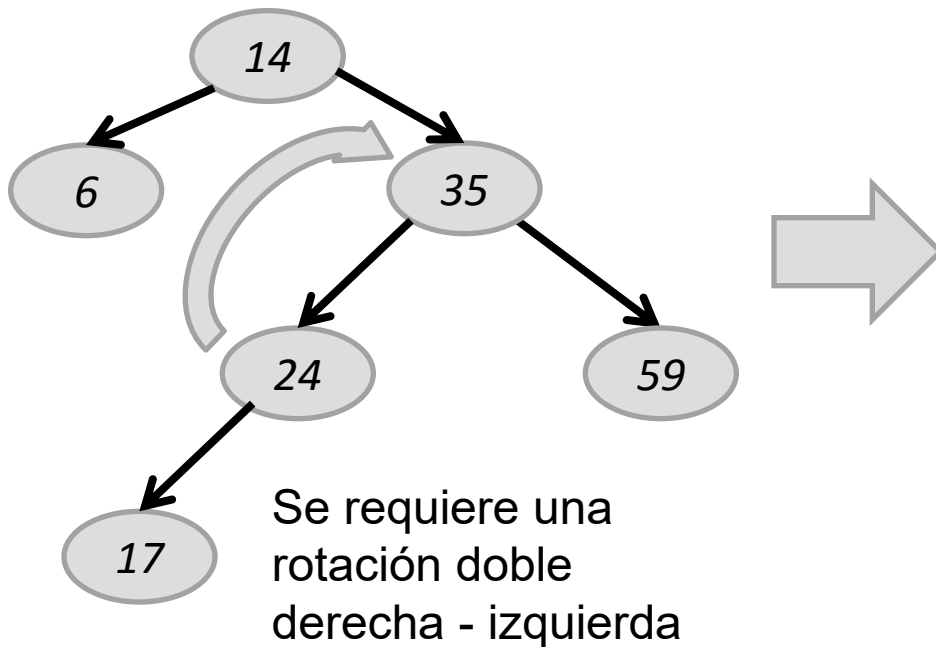 14
6
35
24
59
17
Se requiere una
rotación doble
derecha - izquierda